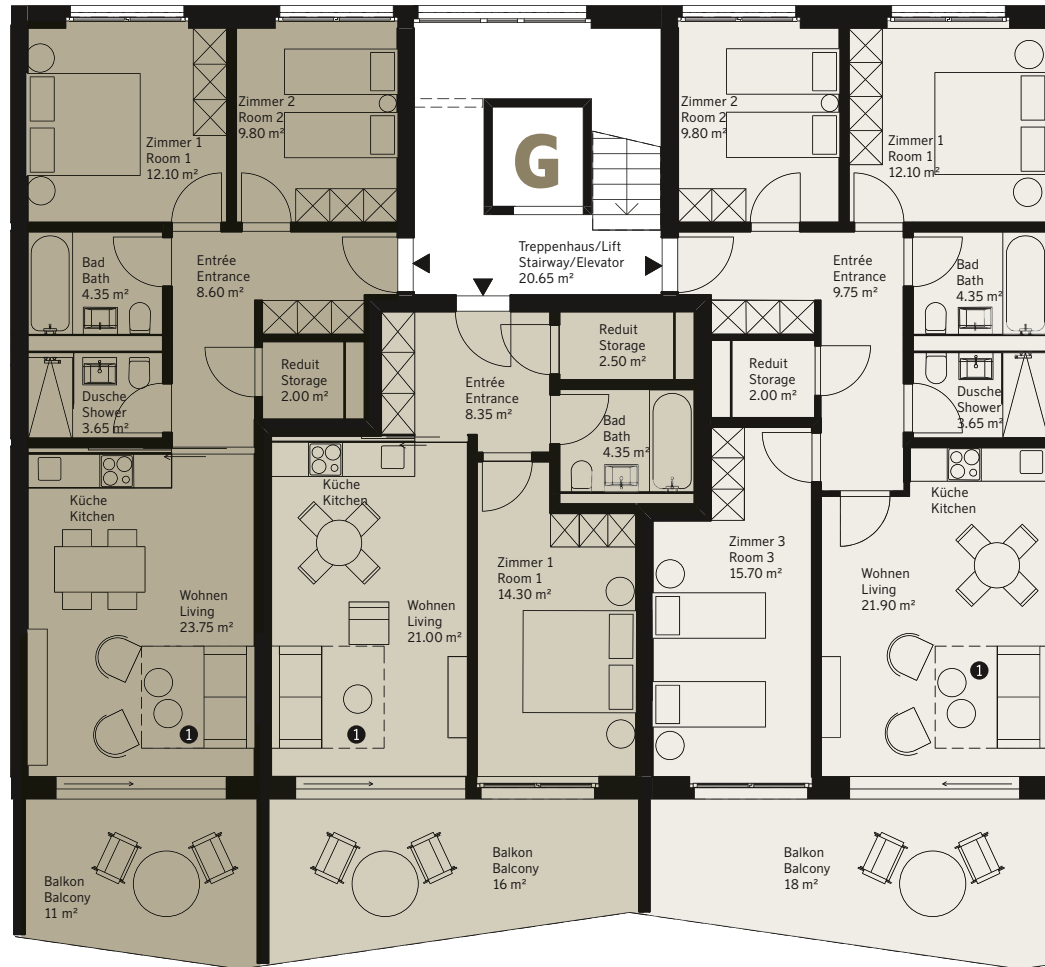 Zimmer 1
Room 1
12.10 m²
Zimmer 2
Room 2
9.80 m²
G
Zimmer 2
Room 2
9.80 m²
Zimmer 1
Room 1
12.10 m²
Bad
Bath
4.35 m²
Entrée
Entrance
8.60 m²
Treppenhaus/Lift
Stairway/Elevator
20.65 m²
Entrée
Entrance
9.75 m²
Bad
Bath
4.35 m²
Dusche
Shower
3.65 m²
Reduit
Storage
2.00 m²
Entrée
Entrance
8.35 m²
Reduit
Storage
2.50 m²
Bad
Bath
4.35 m²
Reduit
Storage
2.00 m²
Dusche
Shower
3.65 m²
Küche
Kitchen
Küche
Kitchen
Küche
Kitchen
Wohnen
Living
23.75 m²
Wohnen
Living
21.00 m²
Zimmer 1
Room 1
14.30 m²
Zimmer 3
Room 3
15.70 m²
Wohnen
Living
21.90 m²
1
1
1
Balkon
Balcony
11 m²
Balkon
Balcony
16 m²
Balkon
Balcony
18 m²